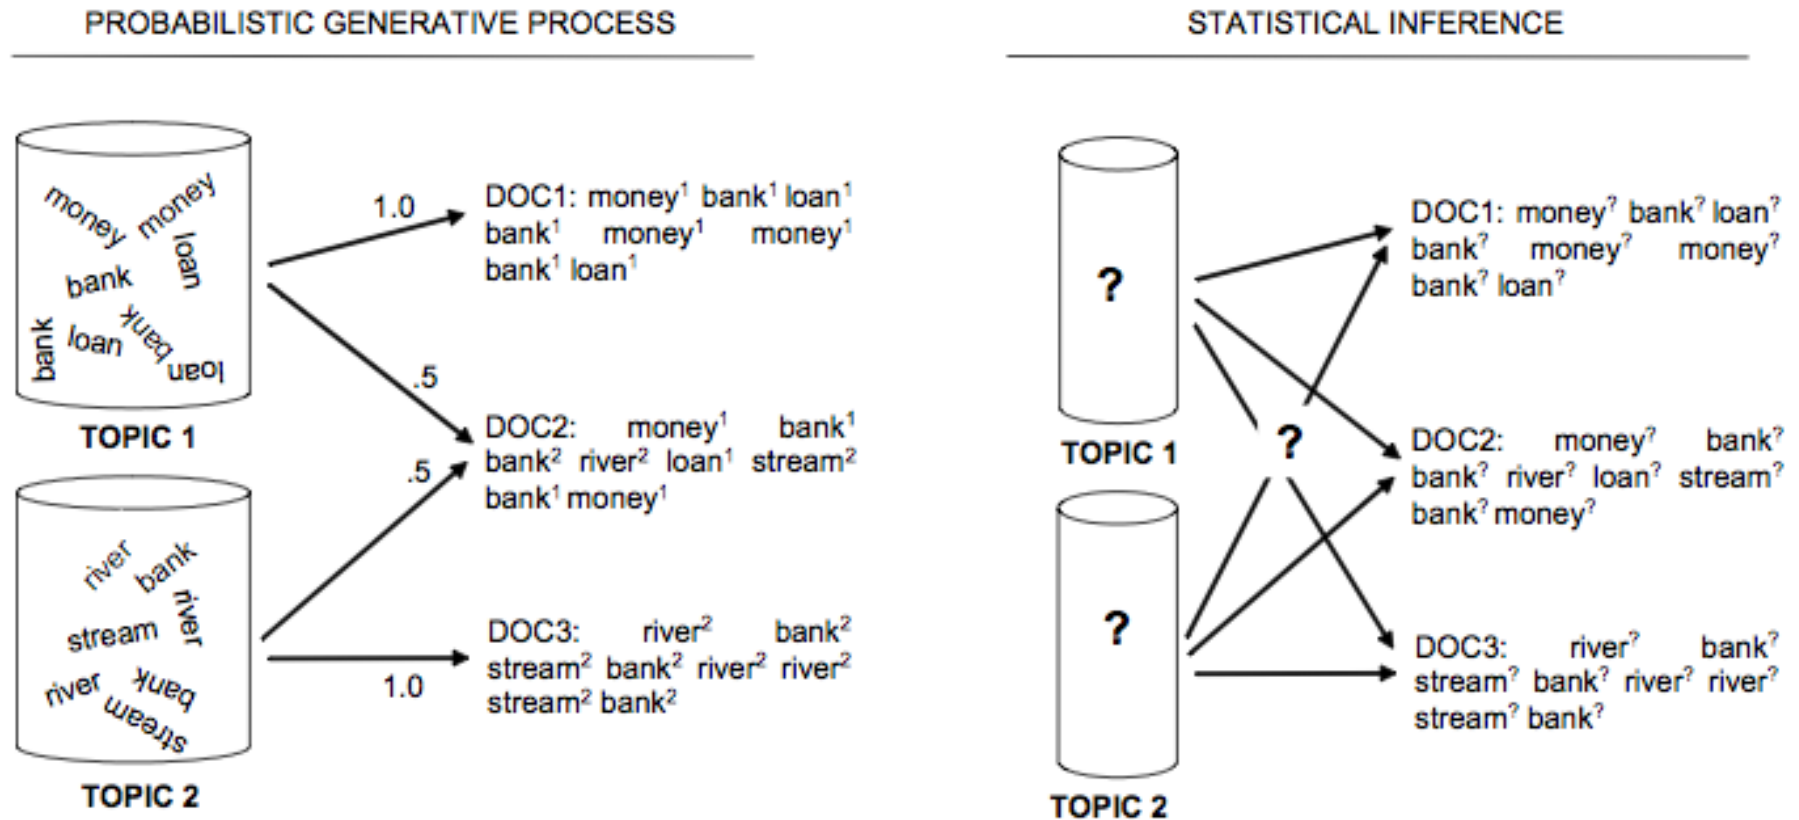 PROBABILISTIC GENERATIVE PROCESS
money
money
loan
bank
bank
loan
bank
loan
TOPIC 1
river
bank
river
stream
river
bank
stream
TOPIC 2
1.0
.5
.5
1.0
DOC1: money¹ bank¹ loan¹
bank¹ money¹ money¹
bank¹ loan¹
DOC2: money¹ bank¹
bank² river² loan¹ stream²
bank¹ money¹
DOC3: river² bank²
stream² bank² river² river²
stream² bank²
STATISTICAL INFERENCE
?
TOPIC 1
?
TOPIC 2
?
DOC1: money? bank? loan?
bank? money? money?
bank? loan?
DOC2: money? bank?
bank? river? loan? stream?
bank? money?
DOC3: river? bank?
stream? bank? river? river?
stream? bank?